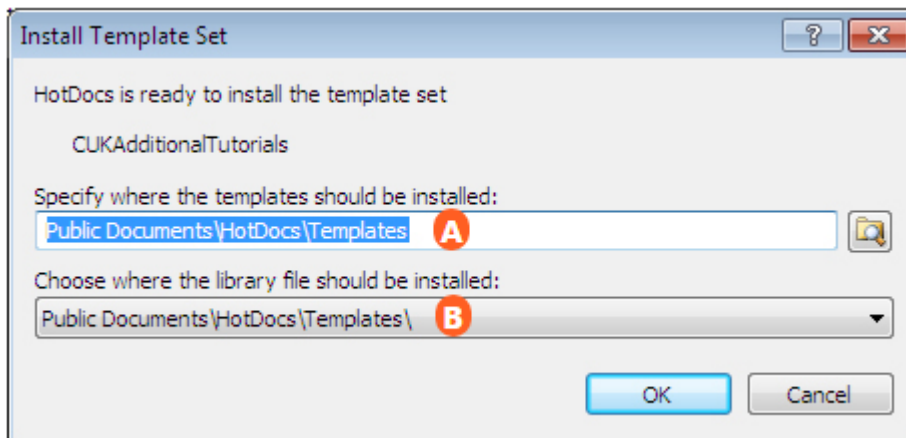 Install Template Set
HotDocs is ready to install the template set
CUKAdditionalTutorials
Specify where the templates should be installed:
Public Documents\HotDocs\Templates A
Choose where the library file should be installed:
Public Documents\HotDocs\Templates\ B
OK Cancel